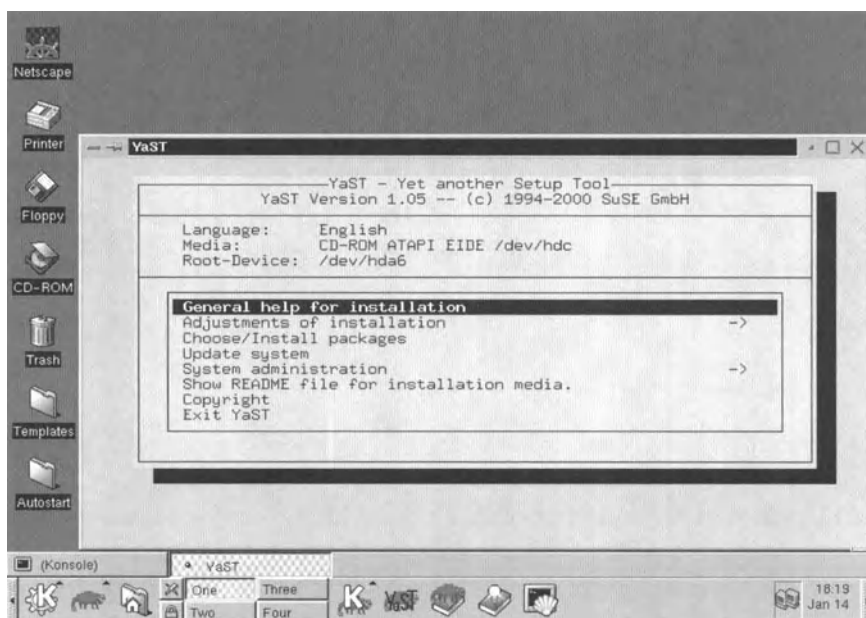 Netscape
Printer
Floppy
CD-ROM
Trash
Templates
Autostart
YaST
YaST - Yet another Setup Tool
YaST Version 1.05 -- (c) 1994-2000 SuSE GmbH
Language: English
Media: CD-ROM ATAPI EIDE /dev/hdc
Root-Device: /dev/hda6
General help for installation
Adjustments of installation ->
Choose/Install packages
Update system
System administration ->
Show README file for installation media.
Copyright
Exit YaST
(Konsole)
YaST
One Three
Two Four
K
K YaST
18:19
Jan 14